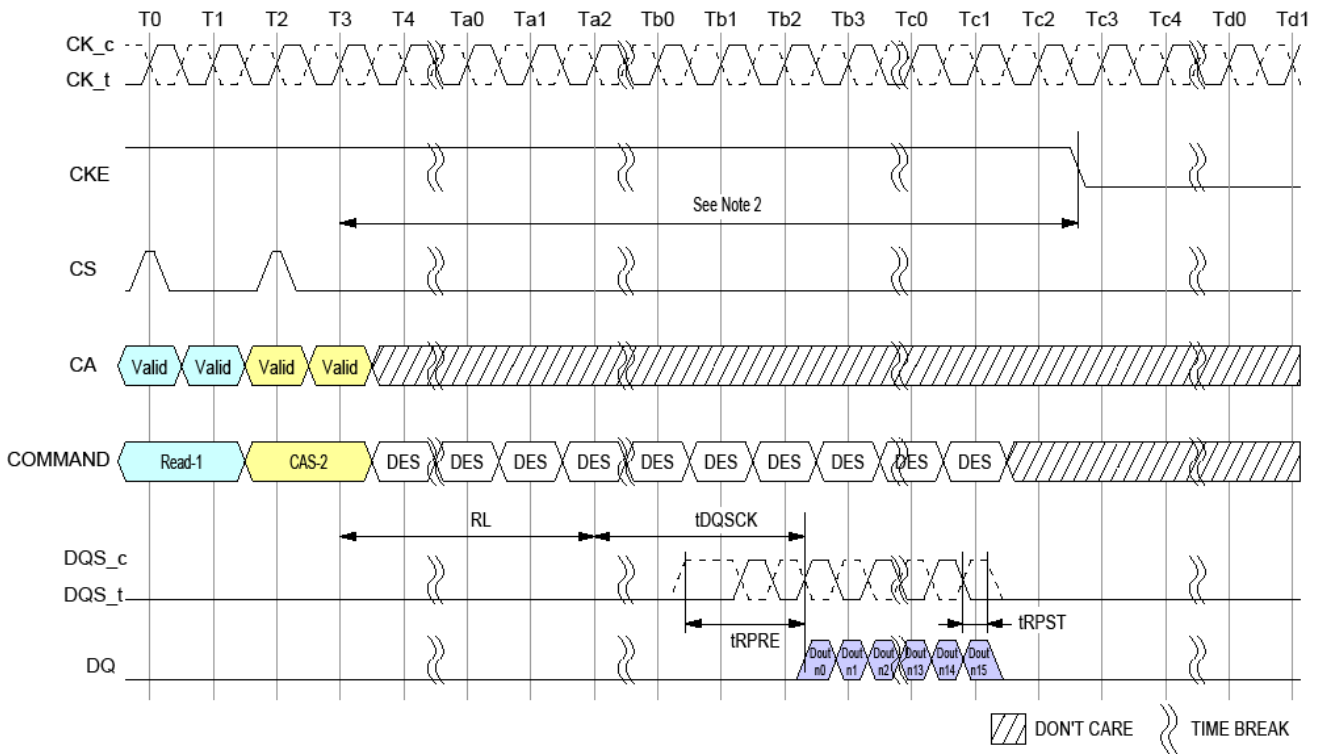 T0 T1 T2 T3 T4 Ta0 Ta1 Ta2 Tb0 Tb1 Tb2 Tb3 Tc0 Tc1 Tc2 Tc3 Tc4 Td0 Td1
CK_c
CK_t
CKE
See Note 2
CS
CA Valid Valid Valid Valid
COMMAND Read-1 CAS-2 DES DES DES DES DES DES DES DES DES DES
RL tDQSCK
DQS_c
DQS_t
tRPRE tRPST
DQ
Dout n0 Dout n1 Dout n2 Dout n13 Dout n14 Dout n15
DON'T CARE TIME BREAK